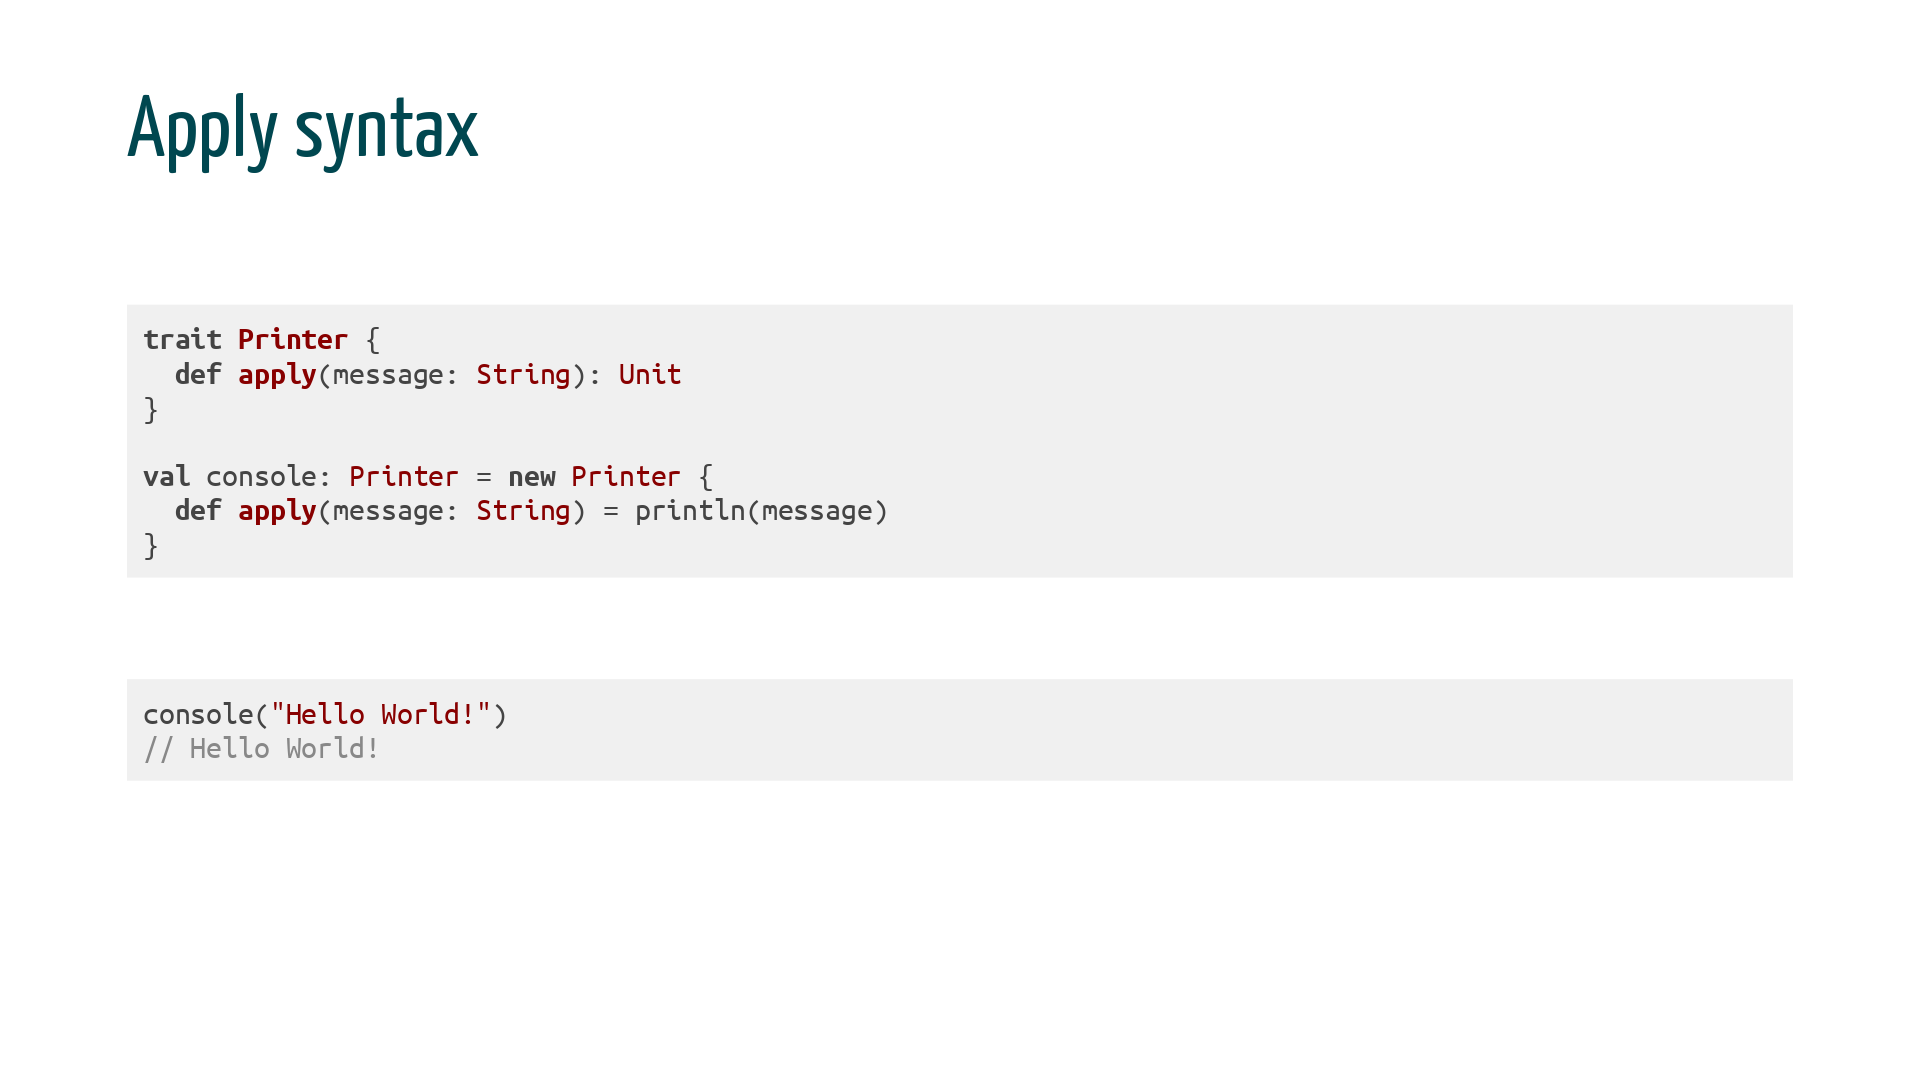 Apply syntax
trait Printer {
  def apply(message: String): Unit
}
val console: Printer = new Printer {
  def apply(message: String) = println(message)
}
console("Hello World!")
// Hello World!